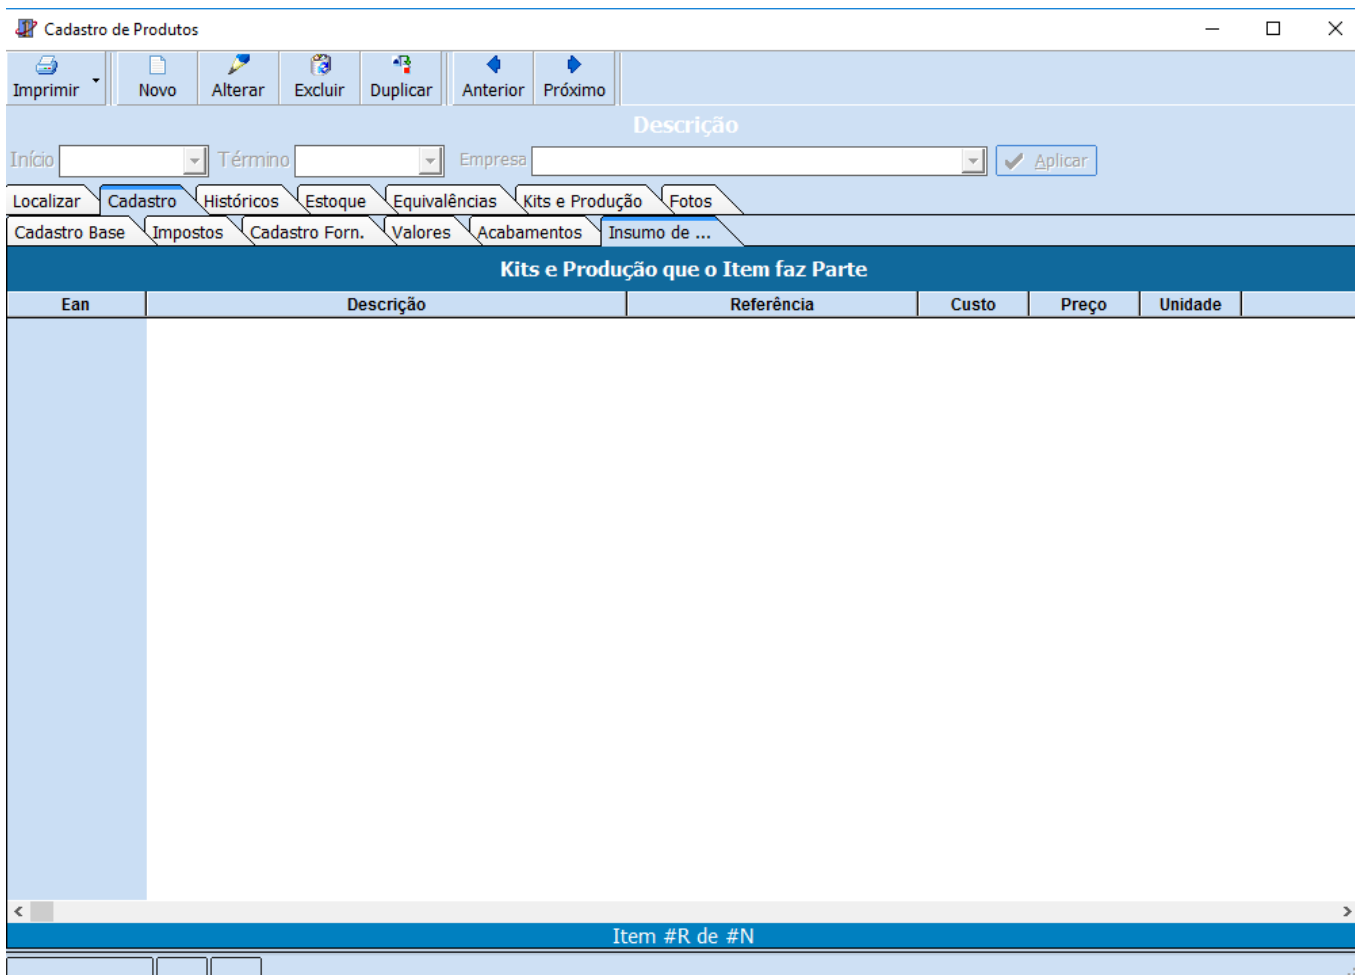 Cadastro de Produtos
Imprimir Novo Alterar Excluir Duplicar Anterior Próximo
Descrição
Início Término Empresa Aplicar
Localizar Cadastro Históricos Estoque Equivalências Kits e Produção Fotos
Cadastro Base Impostos Cadastro Forn. Valores Acabamentos Insumo de ...
Kits e Produção que o Item faz Parte
Ean Descrição Referência Custo Preço Unidade
Item #R de #N